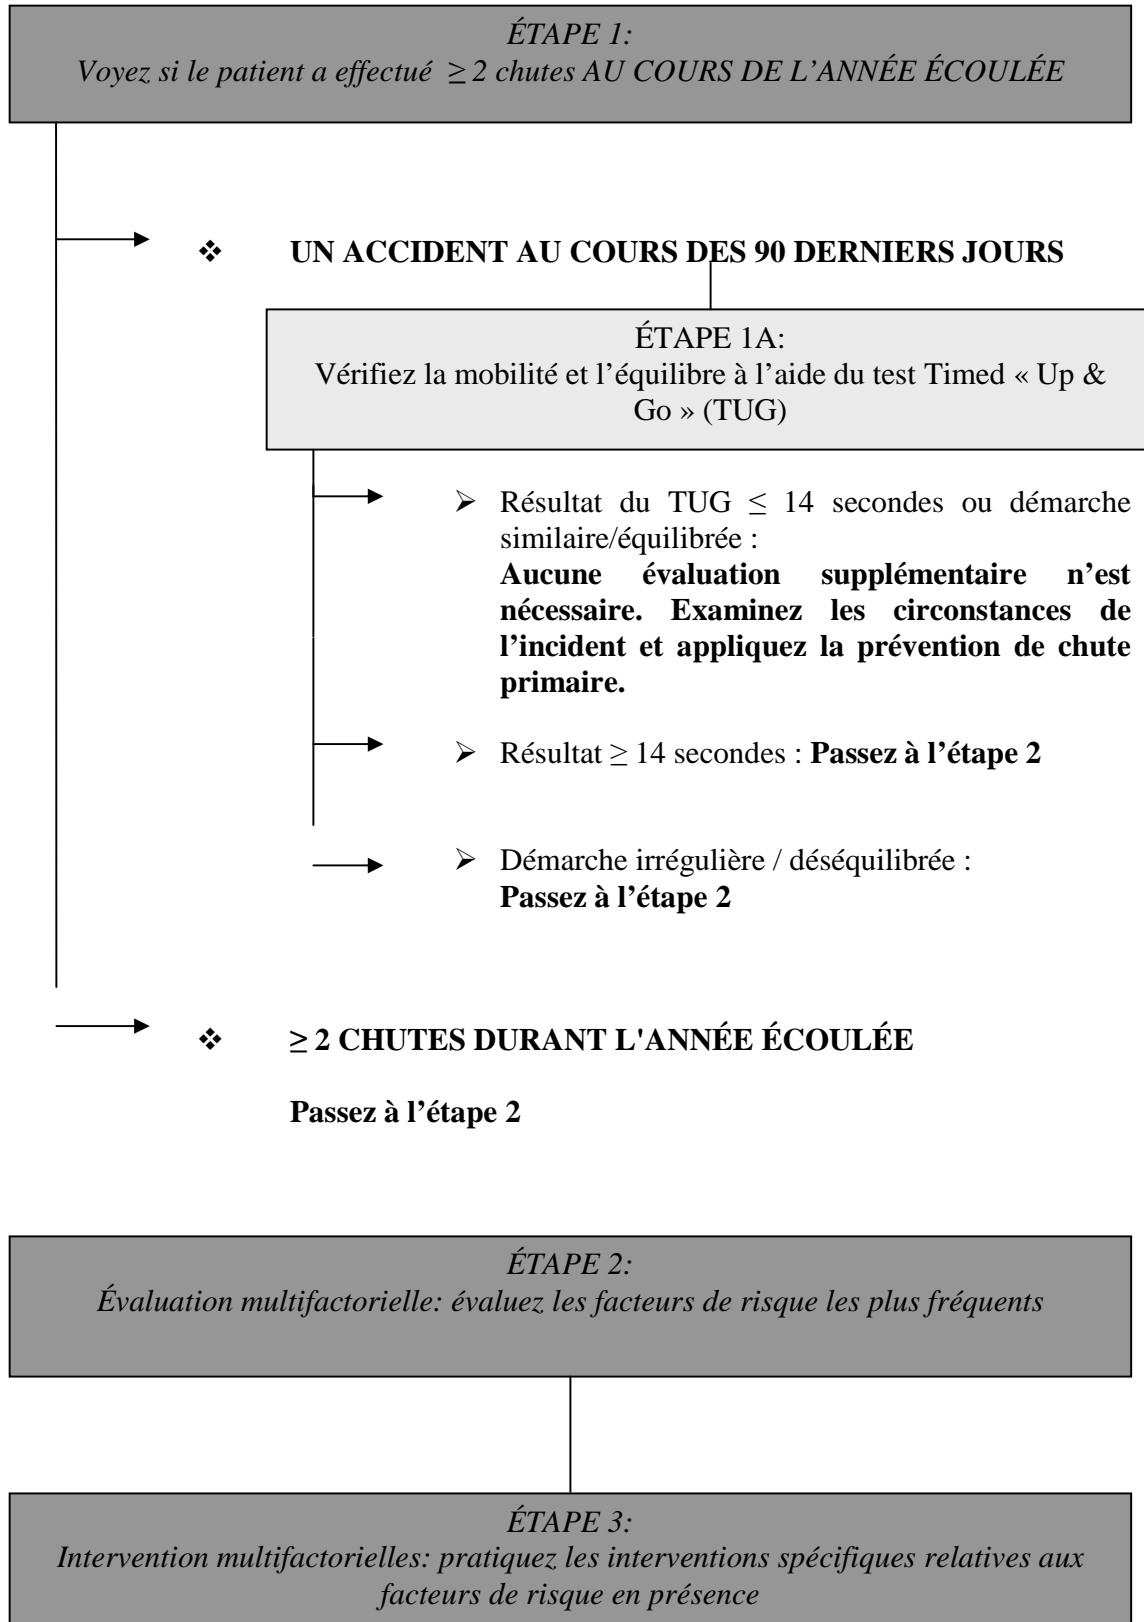 ÉTAPE 1:
Voyez si le patient a effectué ≥ 2 chutes AU COURS DE L'ANNÉE ÉCOULÉE
❖ UN ACCIDENT AU COURS DES 90 DERNIERS JOURS
ÉTAPE 1A:
Vérifiez la mobilité et l'équilibre à l'aide du test Timed « Up &
Go » (TUG)
➢ Résultat du TUG ≤ 14 secondes ou démarche
similaire/équilibrée :
Aucune évaluation supplémentaire n'est
nécessaire. Examinez les circonstances de
l'incident et appliquez la prévention de chute
primaire.
➢ Résultat ≥ 14 secondes : Passez à l'étape 2
➢ Démarche irrégulière / déséquilibrée :
Passez à l'étape 2
❖ ≥ 2 CHUTES DURANT L'ANNÉE ÉCOULÉE
Passez à l'étape 2
ÉTAPE 2:
Évaluation multifactorielle: évaluez les facteurs de risque les plus fréquents
ÉTAPE 3:
Intervention multifactorielles: pratiquez les interventions spécifiques relatives aux
facteurs de risque en présence